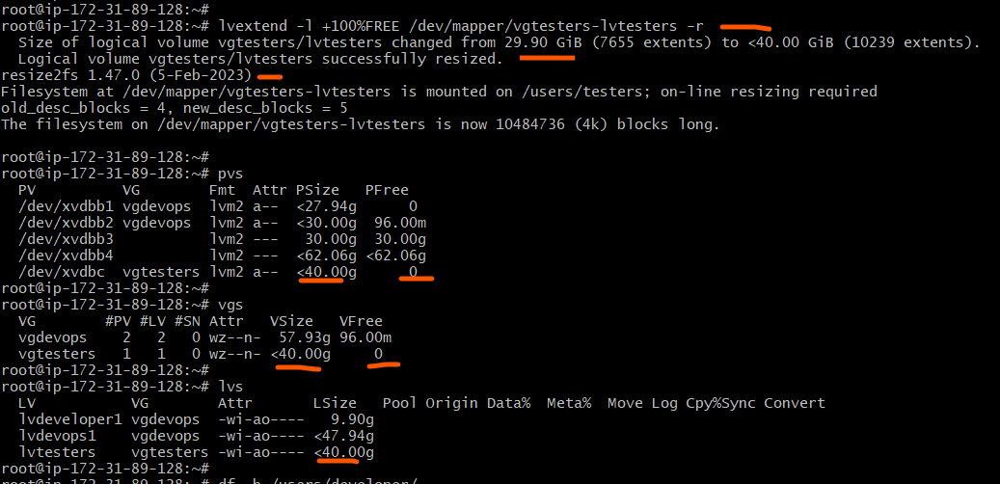 root@ip-172-31-89-128:~#
root@ip-172-31-89-128:~# lvextend -l +100%FREE /dev/mapper/vgtesters-lvtesters -r
  Size of logical volume vgtesters/lvtesters changed from 29.90 GiB (7655 extents) to <40.00 GiB (10239 extents).
  Logical volume vgtesters/lvtesters successfully resized.
resize2fs 1.47.0 (5-Feb-2023)
Filesystem at /dev/mapper/vgtesters-lvtesters is mounted on /users/testers; on-line resizing required
old_desc_blocks = 4, new_desc_blocks = 5
The filesystem on /dev/mapper/vgtesters-lvtesters is now 10484736 (4k) blocks long.
root@ip-172-31-89-128:~#
root@ip-172-31-89-128:~# pvs
  PV         VG        Fmt  Attr PSize   PFree
  /dev/xvdbb1 vgdevops  lvm2 a--  <27.94g      0
  /dev/xvdbb2 vgdevops  lvm2 a--  <30.00g  96.00m
  /dev/xvdbb3           lvm2 ---   30.00g  30.00g
  /dev/xvdbb4           lvm2 ---  <62.06g <62.06g
  /dev/xvdbc  vgtesters lvm2 a--  <40.00g      0
root@ip-172-31-89-128:~#
root@ip-172-31-89-128:~# vgs
  VG        #PV #LV #SN Attr   VSize   VFree
  vgdevops    2   2   0 wz--n-  57.93g 96.00m
  vgtesters   1   1   0 wz--n- <40.00g     0
root@ip-172-31-89-128:~#
root@ip-172-31-89-128:~# lvs
  LV           VG        Attr       LSize   Pool Origin Data%  Meta%  Move Log Cpy%Sync Convert
  lvdeveloper1 vgdevops  -wi-ao----   9.90g
  lvdevops1    vgdevops  -wi-ao---- <47.94g
  lvtesters    vgtesters -wi-ao---- <40.00g
root@ip-172-31-89-128:~#
root@ip-172-31-89-128:~# df -h /users/developer/